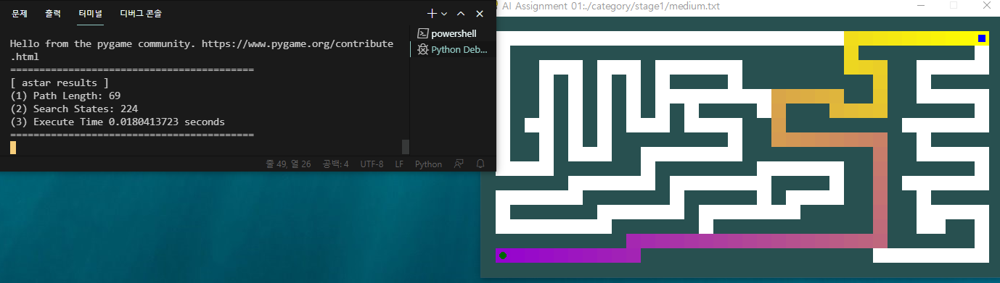 문제 출력 터미널 디버그 콘솔
Hello from the pygame community. https://www.pygame.org/contribute
.html
==========================================
[ astar results ]
(1) Path Length: 69
(2) Search States: 224
(3) Execute Time 0.0180413723 seconds
==========================================
powershell
Python Deb...
줄 49, 열 26 공백: 4 UTF-8 LF Python
AI Assignment 01:./category/stage1/medium.txt